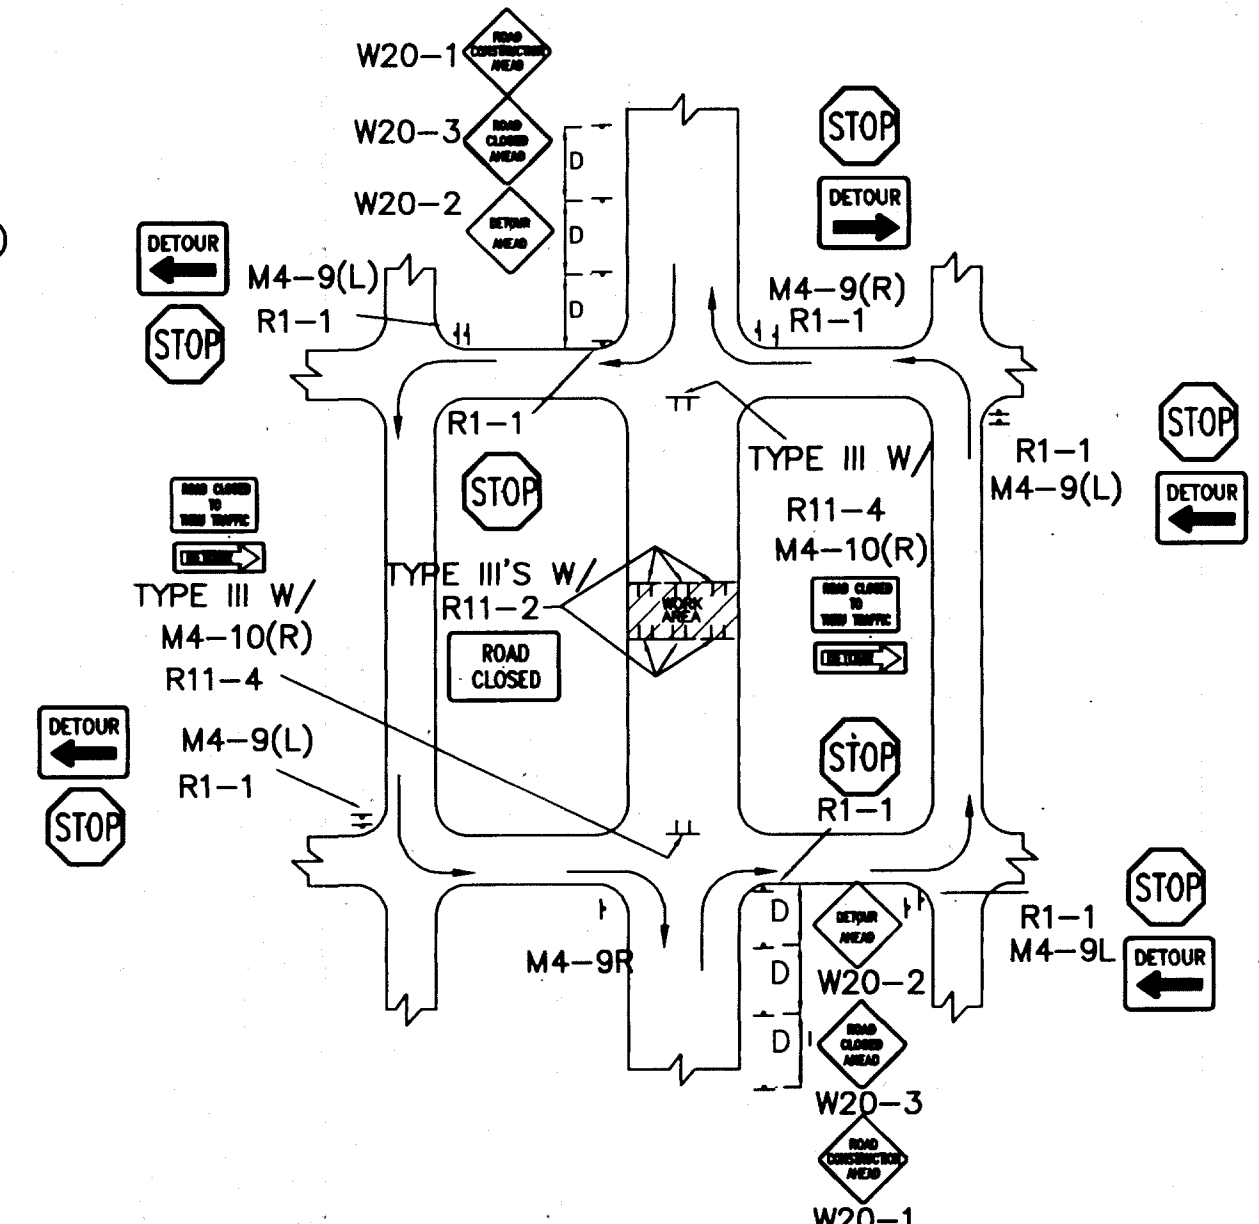 W20-1
ROAD
CONSTRUCTION
AHEAD
W20-3
ROAD
CLOSED
AHEAD
W20-2
DETOUR
AHEAD
D
D
D
STOP
DETOUR
M4-9(R)
R1-1
DETOUR
M4-9(L)
R1-1
STOP
R1-1
STOP
TYPE III W/
R11-4
M4-10(R)
ROAD CLOSED
TO
THRU TRAFFIC
DETOUR
STOP
R1-1
M4-9(L)
DETOUR
ROAD CLOSED
TO
THRU TRAFFIC
DETOUR
TYPE III W/
M4-10(R)
R11-4
TYPE III'S W/
R11-2
ROAD
CLOSED
WORK
AREA
M4-9(L)
R1-1
DETOUR
STOP
STOP
R1-1
M4-9R
D
D
D
DETOUR
AHEAD
W20-2
ROAD
CLOSED
AHEAD
W20-3
ROAD
CONSTRUCTION
AHEAD
W20-1
STOP
R1-1
M4-9L
DETOUR
)